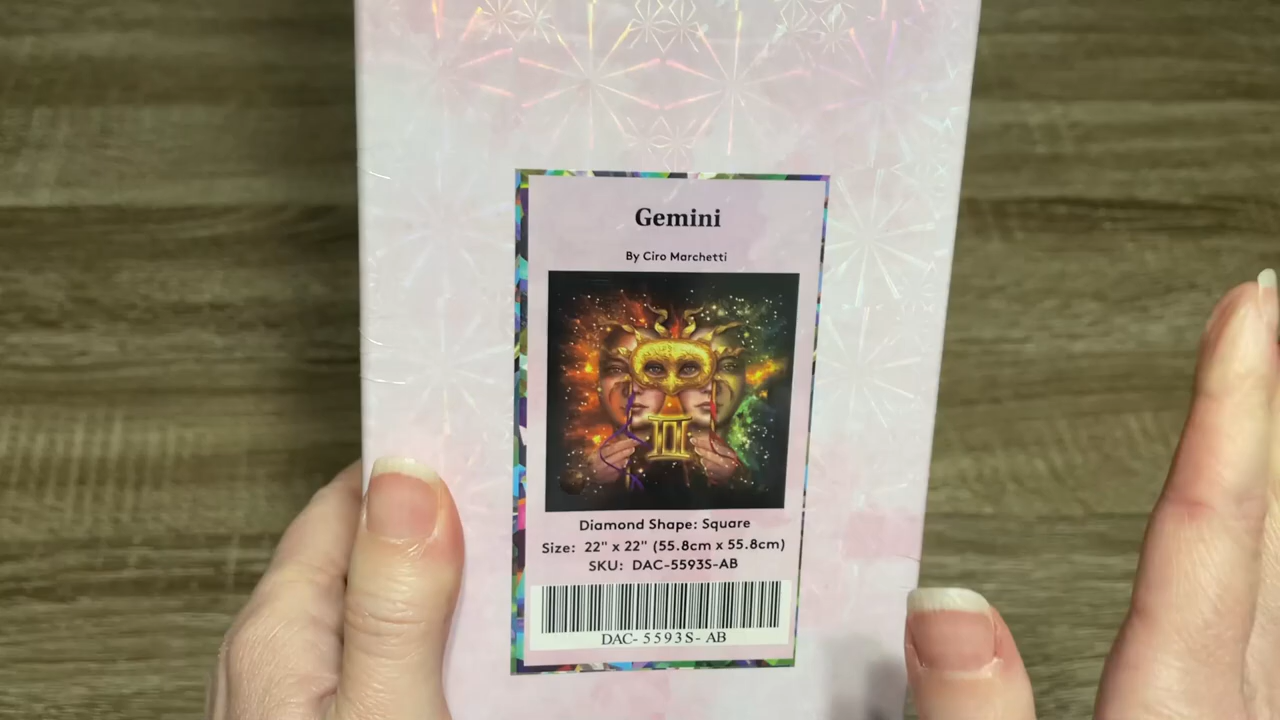 Gemini
By Ciro Marchetti
II
Diamond Shape: Square
Size: 22" x 22" (55.8cm x 55.8cm)
SKU: DAC-5593S-AB
DAC- 5593S- AB